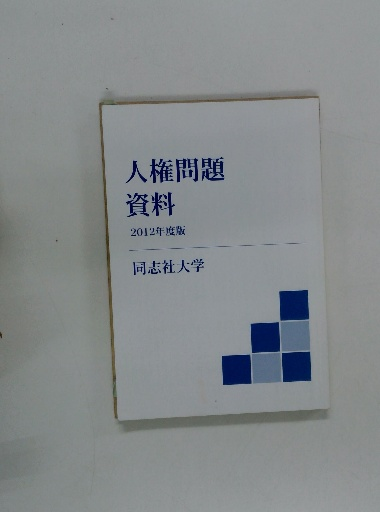 人権問題
資料
2012年度版
同志社大学